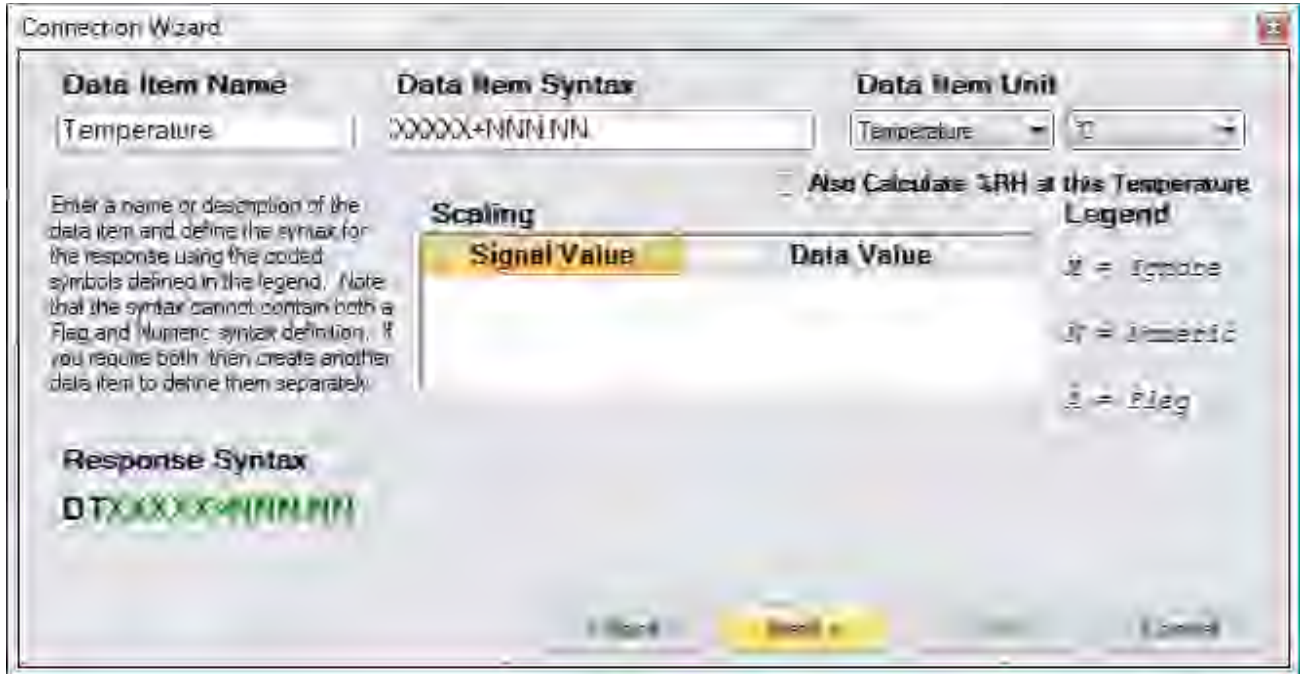 Connection Wizard
Data Item Name
Data Item Syntax
Data Item Unit
Temperature
XXXXX+NNN.NN
Temperature
°C
Also Calculate %RH at this Temperature
Enter a name or description of the
data item and define the syntax for
the response using the coded
symbols defined in the legend. Note
that the syntax cannot contain both a
Flag and Numeric syntax definition. If
you require both, then create another
data item to define them separately.
Scaling
Signal Value
Data Value
Legend
= Ignore
N = Numeric
= Flag
Response Syntax
DTXXXXX+NNN.NN
< Back
Next >
Cancel